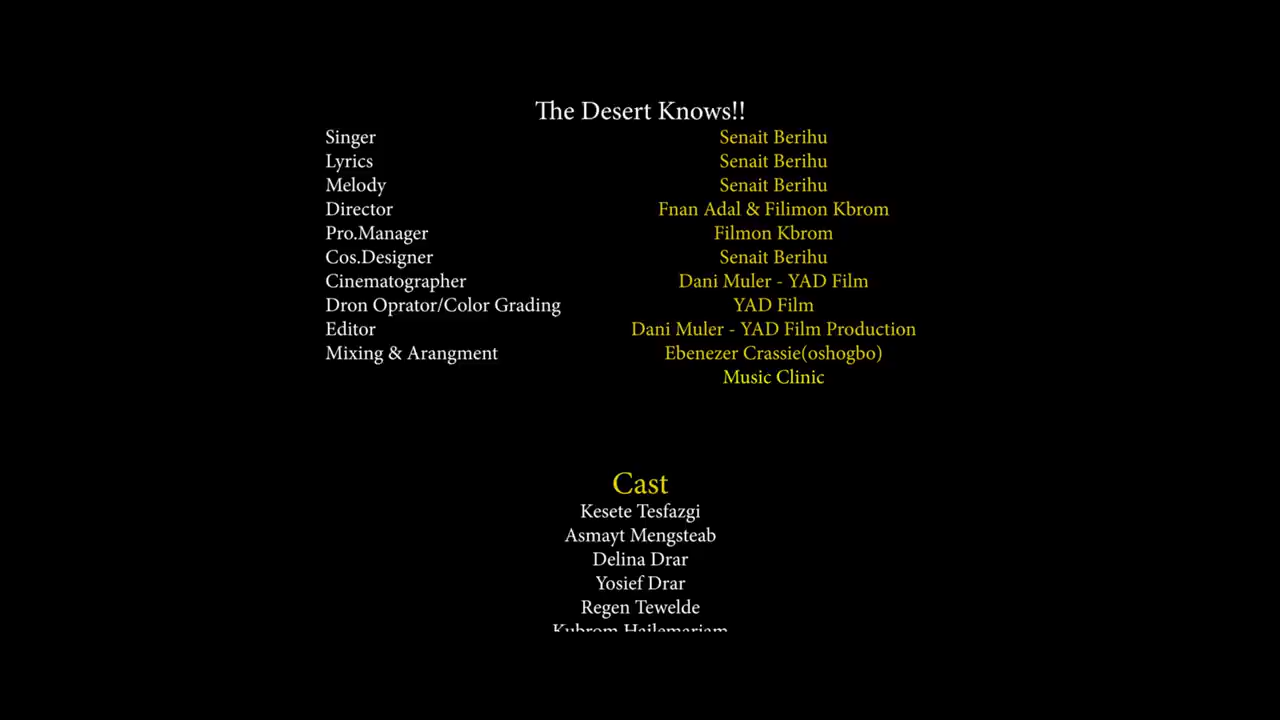 The Desert Knows!!
Singer Senait Berihu
Lyrics Senait Berihu
Melody Senait Berihu
Director Fnan Adal & Filimon Kbrom
Pro.Manager Filmon Kbrom
Cos.Designer Senait Berihu
Cinematographer Dani Muler - YAD Film
Dron Oprator/Color Grading YAD Film
Editor Dani Muler - YAD Film Production
Mixing & Arangment Ebenezer Crassie(oshogbo)
Music Clinic
Cast
Kesete Tesfazgi
Asmayt Mengsteab
Delina Drar
Yosief Drar
Regen Tewelde
Kubrom Hailemariam